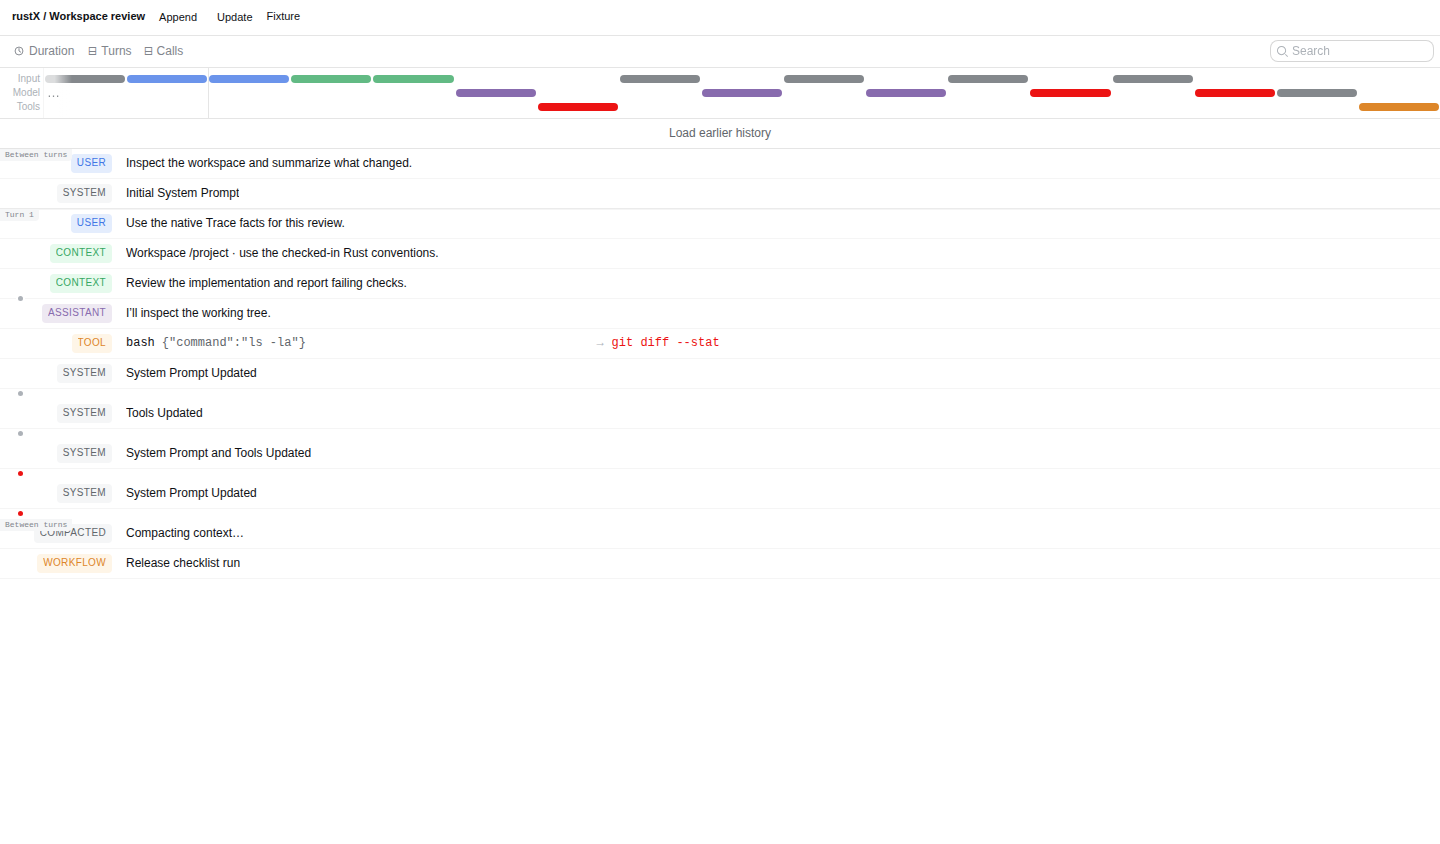 rustX / Workspace review Append Update Fixture
Duration Turns Calls Search
Input
Model ...
Tools
Load earlier history
Between turns
USER Inspect the workspace and summarize what changed.
SYSTEM Initial System Prompt
Turn 1
USER Use the native Trace facts for this review.
CONTEXT Workspace /project · use the checked-in Rust conventions.
CONTEXT Review the implementation and report failing checks.
ASSISTANT I'll inspect the working tree.
TOOL bash {"command":"ls -la"} → git diff --stat
SYSTEM System Prompt Updated
SYSTEM Tools Updated
SYSTEM System Prompt and Tools Updated
SYSTEM System Prompt Updated
Between turns
COMPACTED Compacting context…
WORKFLOW Release checklist run